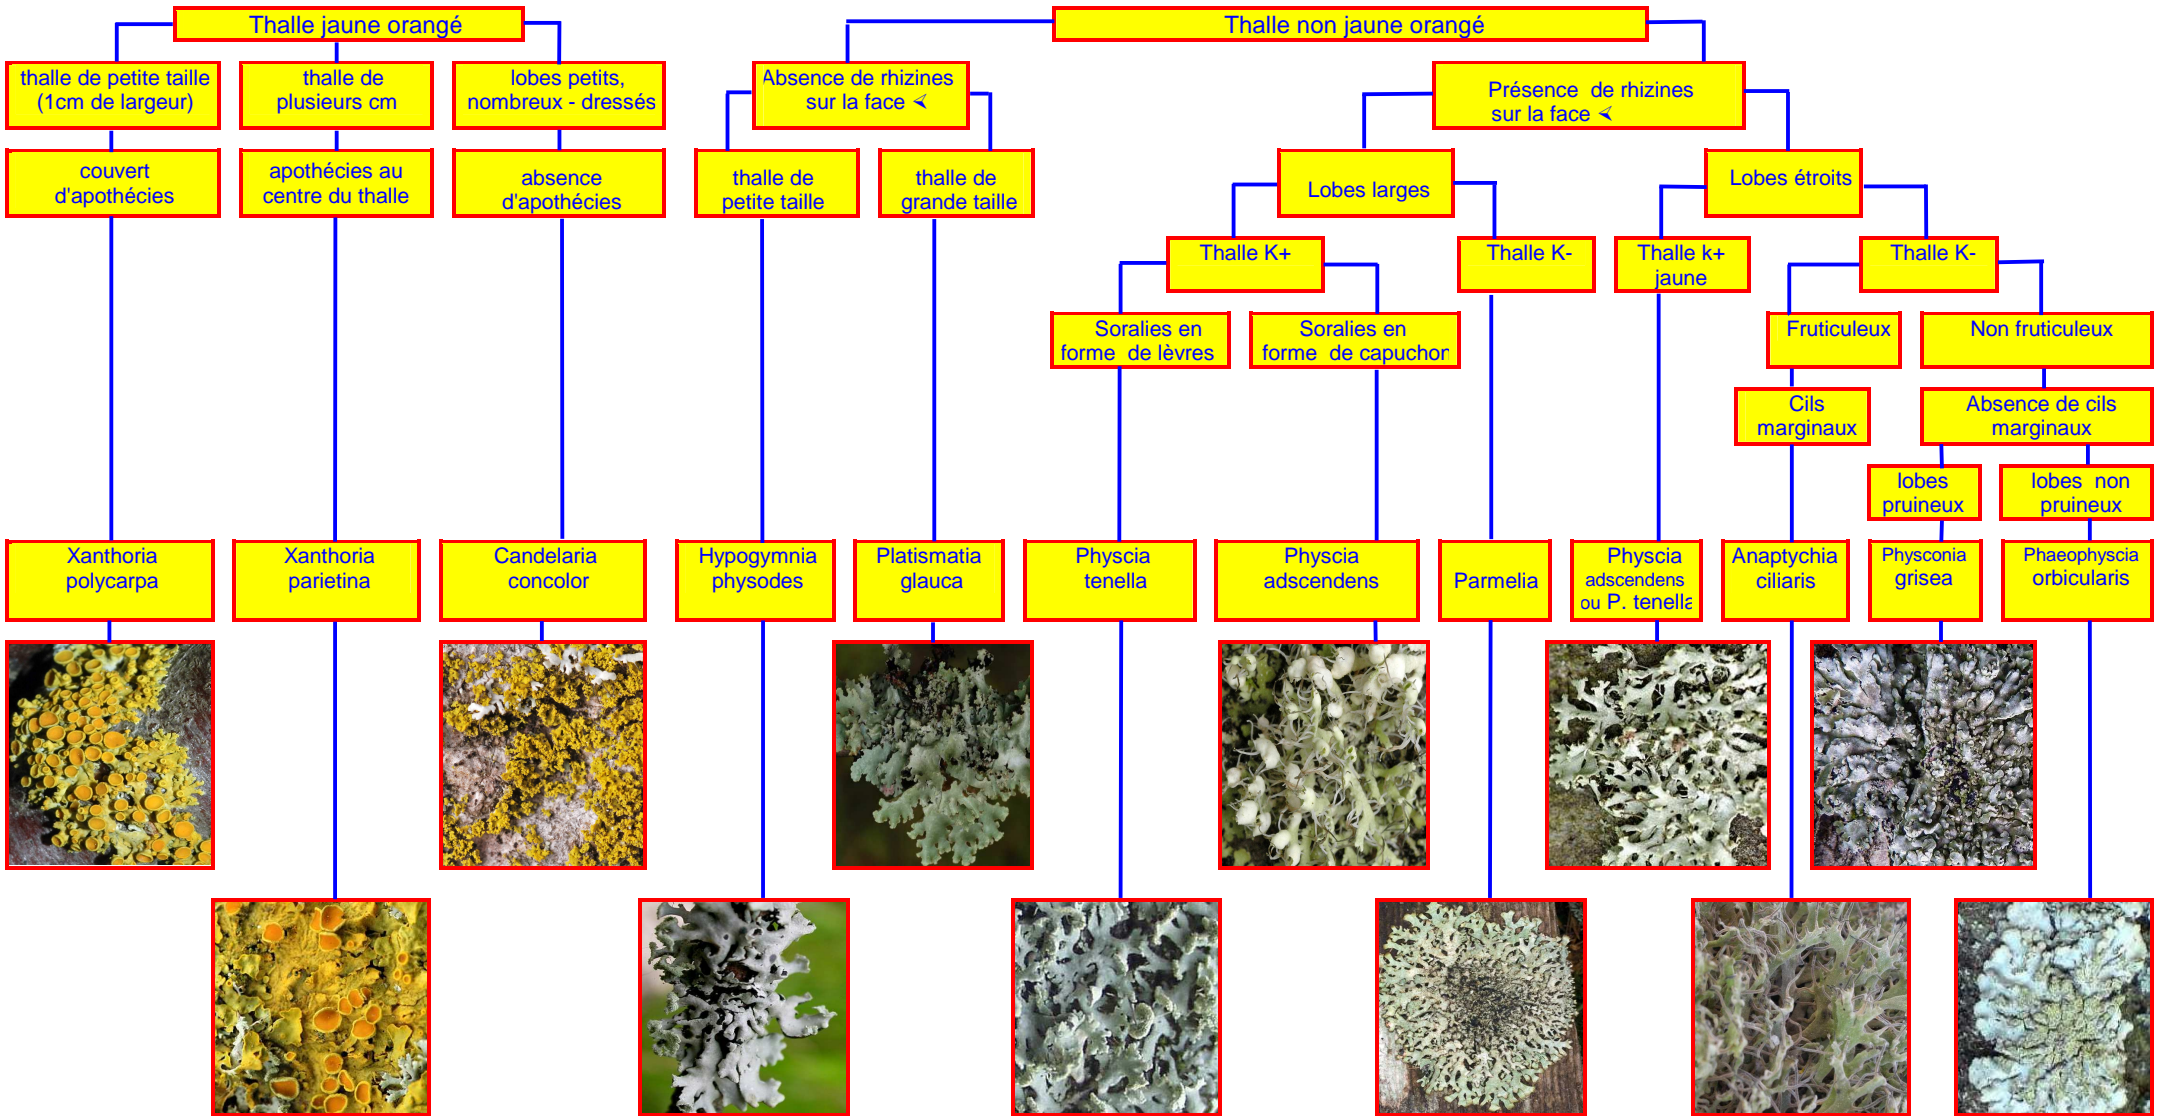 Thalle jaune orangé
Thalle non jaune orangé
thalle de petite taille
(1cm de largeur)
thalle de
plusieurs cm
lobes petits,
nombreux - dressés
Absence de rhizines
sur la face ⮘
Présence de rhizines
sur la face ⮘
couvert
d'apothécies
apothécies au
centre du thalle
absence
d'apothécies
thalle de
petite taille
thalle de
grande taille
Lobes larges
Lobes étroits
Thalle K+
Thalle K-
Thalle k+
jaune
Thalle K-
Soralies en
forme de lèvres
Soralies en
forme de capuchon
Fruticuleux
Non fruticuleux
Cils
marginaux
Absence de cils
marginaux
lobes
pruineux
lobes non
pruineux
Xanthoria
polycarpa
Xanthoria
parietina
Candelaria
concolor
Hypogymnia
physodes
Platismatia
glauca
Physcia
tenella
Physcia
adscendens
Parmelia
Physcia
adscendens
ou P. tenella
Anaptychia
ciliaris
Physconia
grisea
Phaeophyscia
orbicularis